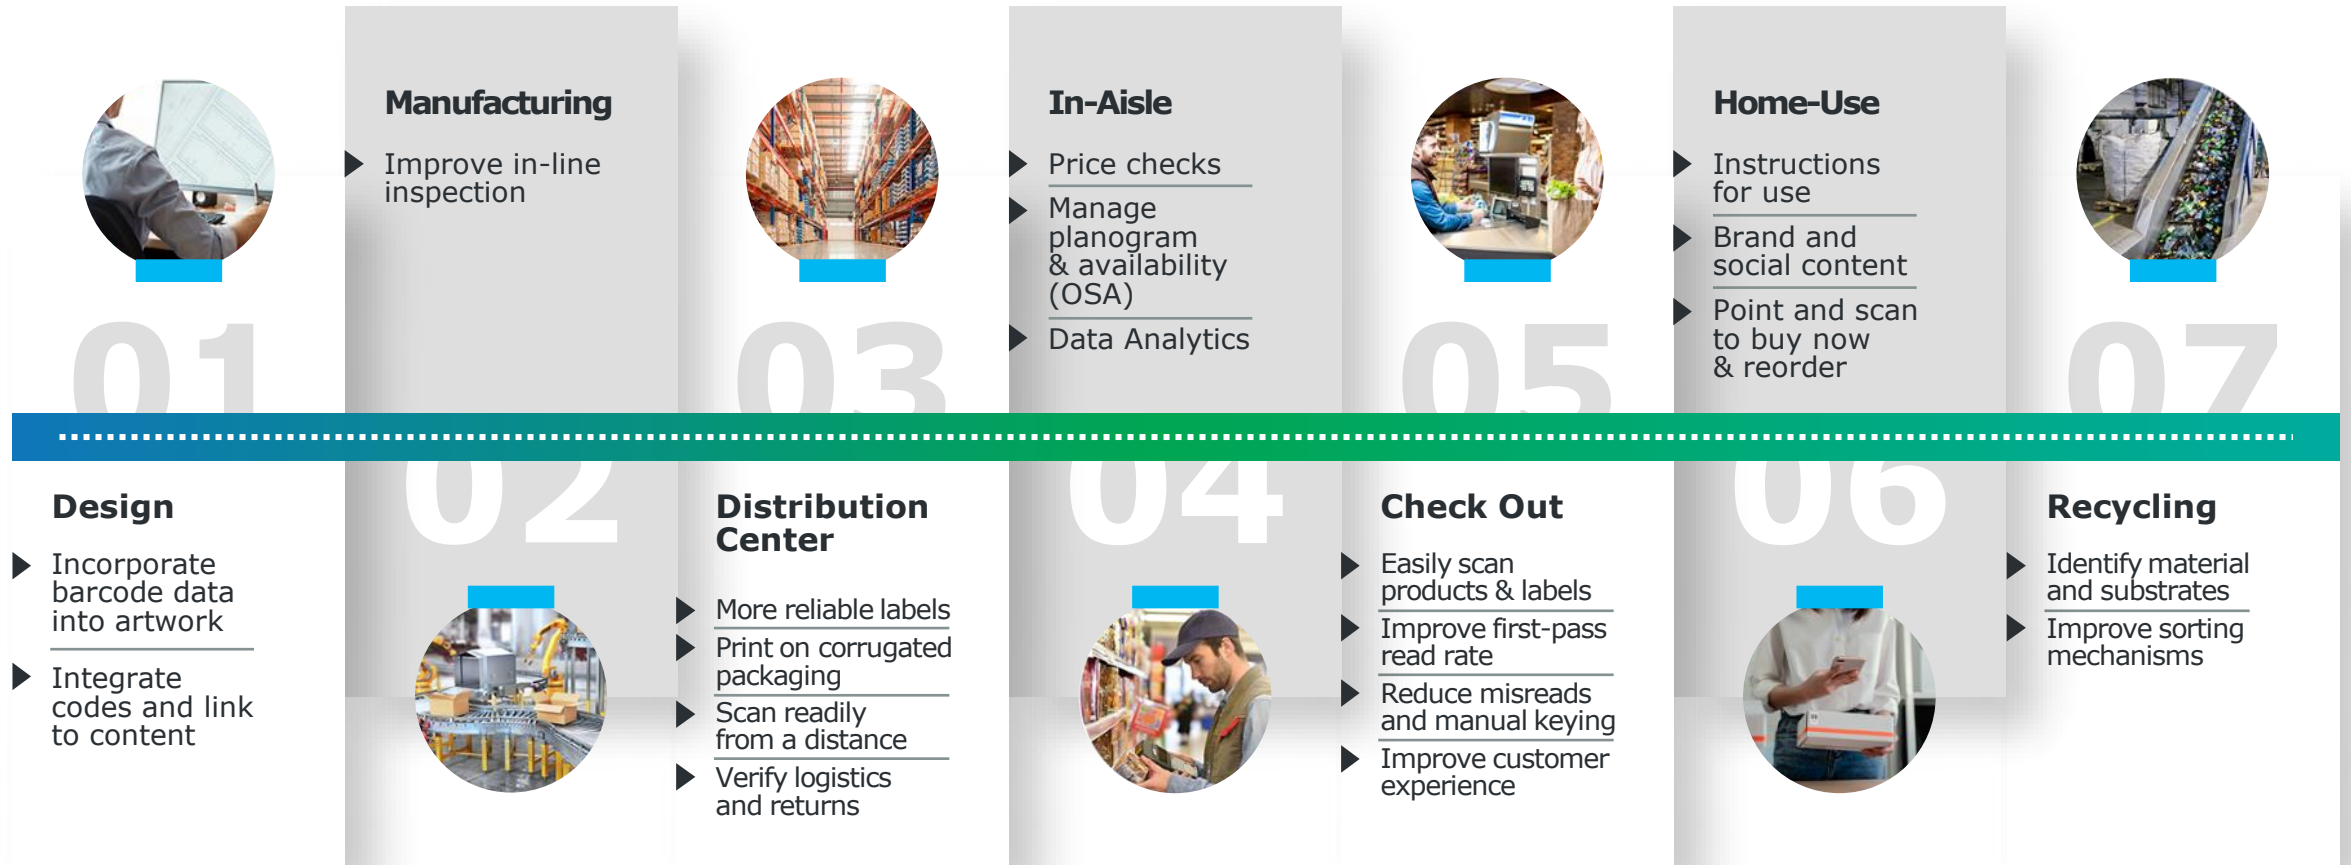 01
Design
Incorporate
barcode data
into artwork
Integrate
codes and link
to content
Manufacturing
Improve in-line
inspection
02
03
Distribution
Center
More reliable labels
Print on corrugated
packaging
Scan readily
from a distance
Verify logistics
and returns
In-Aisle
Price checks
Manage
planogram
& availability
(OSA)
Data Analytics
04
05
Check Out
Easily scan
products & labels
Improve first-pass
read rate
Reduce misreads
and manual keying
Improve customer
experience
Home-Use
Instructions
for use
Brand and
social content
Point and scan
to buy now
& reorder
06
07
Recycling
Identify material
and substrates
Improve sorting
mechanisms